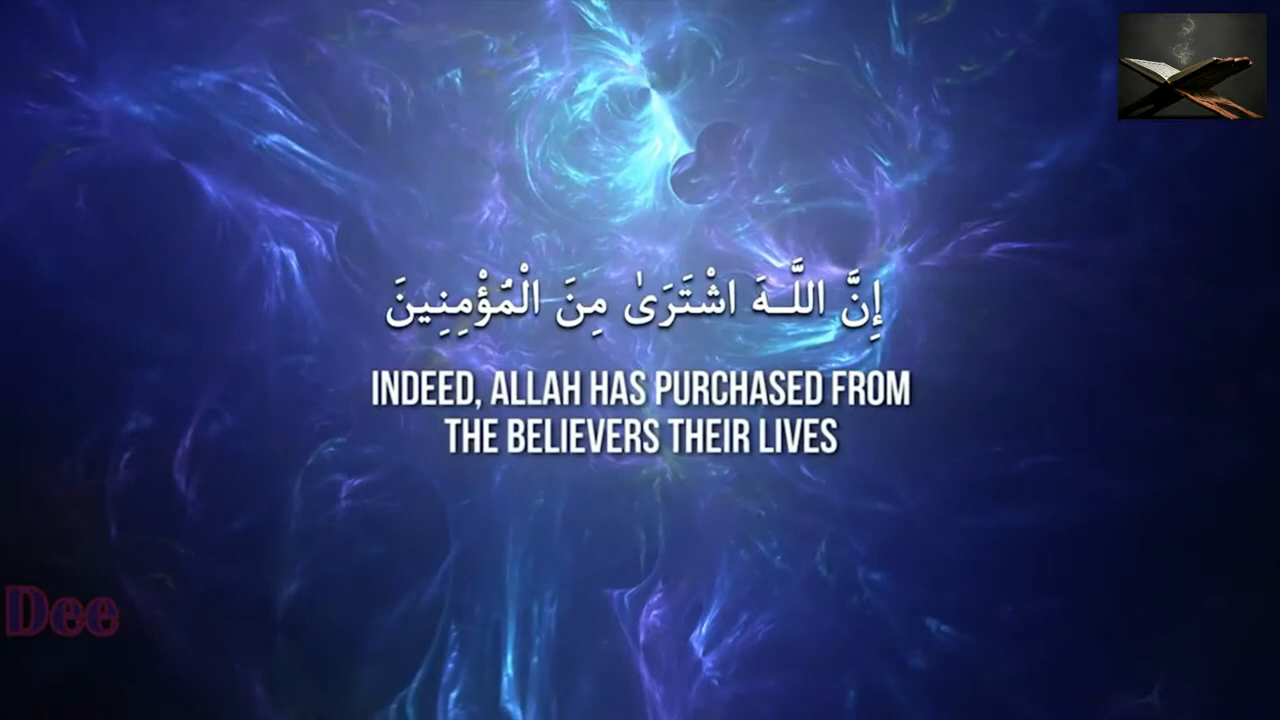 إِنَّ اللَّـهَ اشْتَرَىٰ مِنَ الْمُؤْمِنِينَ
INDEED, ALLAH HAS PURCHASED FROM
THE BELIEVERS THEIR LIVES
Dee